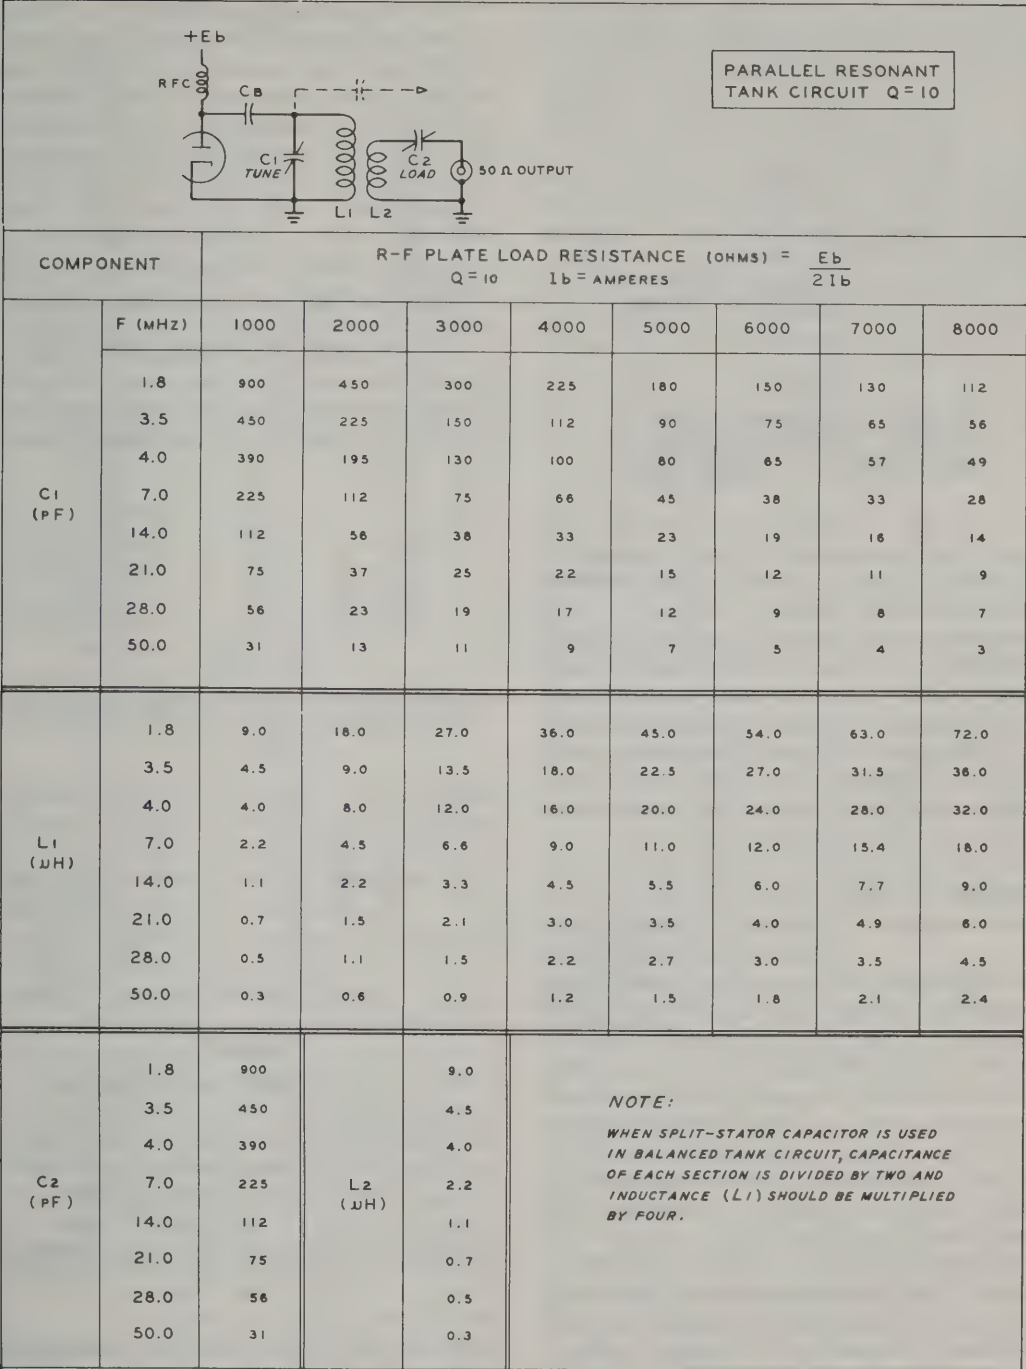 +Eb
RFC
CB
C1
TUNE
C2
LOAD
50 Ω OUTPUT
L1 L2
PARALLEL RESONANT
TANK CIRCUIT Q=10
COMPONENT
R-F PLATE LOAD RESISTANCE (OHMS) = Eb
2 Ib
Q=10 Ib = AMPERES
F (MHz) 1000 2000 3000 4000 5000 6000 7000 8000
C1
(PF)
1.8 900 450 300 225 180 150 130 112
3.5 450 225 150 112 90 75 65 56
4.0 390 195 130 100 80 65 57 49
7.0 225 112 75 66 45 38 33 28
14.0 112 56 38 33 23 19 16 14
21.0 75 37 25 22 15 12 11 9
28.0 56 23 19 17 12 9 8 7
50.0 31 13 11 9 7 5 4 3
L1
(µH)
1.8 9.0 18.0 27.0 36.0 45.0 54.0 63.0 72.0
3.5 4.5 9.0 13.5 18.0 22.5 27.0 31.5 36.0
4.0 4.0 8.0 12.0 16.0 20.0 24.0 28.0 32.0
7.0 2.2 4.5 6.6 9.0 11.0 12.0 15.4 18.0
14.0 1.1 2.2 3.3 4.5 5.5 6.0 7.7 9.0
21.0 0.7 1.5 2.1 3.0 3.5 4.0 4.9 6.0
28.0 0.5 1.1 1.5 2.2 2.7 3.0 3.5 4.5
50.0 0.3 0.6 0.9 1.2 1.5 1.8 2.1 2.4
C2
(PF)
L2
(µH)
1.8 900 9.0
3.5 450 4.5
4.0 390 4.0
7.0 225 2.2
14.0 112 1.1
21.0 75 0.7
28.0 56 0.5
50.0 31 0.3
NOTE:
WHEN SPLIT-STATOR CAPACITOR IS USED
IN BALANCED TANK CIRCUIT, CAPACITANCE
OF EACH SECTION IS DIVIDED BY TWO AND
INDUCTANCE (L1) SHOULD BE MULTIPLIED
BY FOUR.